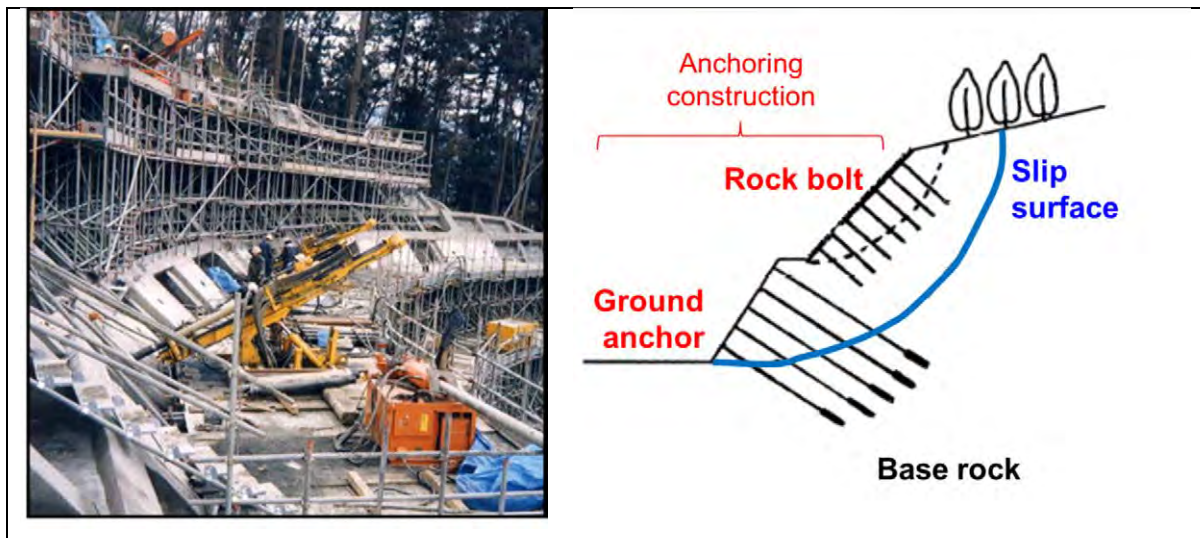 Anchoring
construction
Rock bolt
Slip
surface
Ground
anchor
Base rock